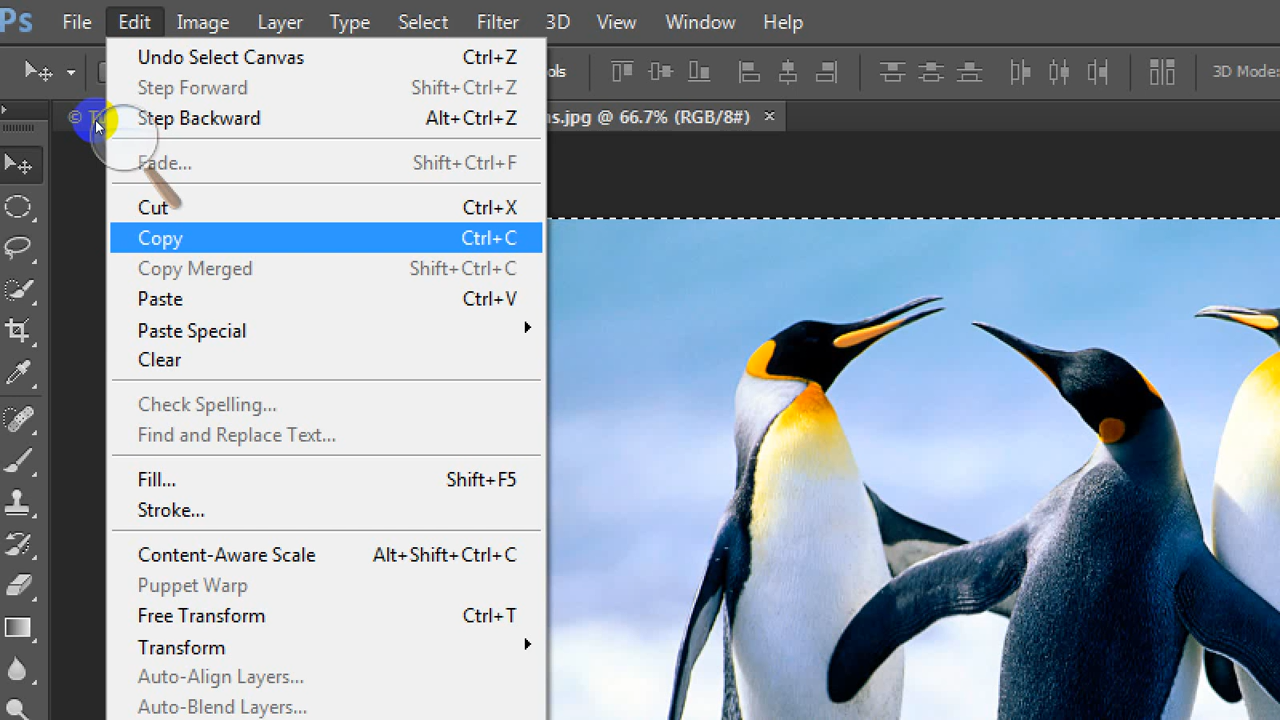 Ps File Edit Image Layer Type Select Filter 3D View Window Help
3D Mode:
.jpg @ 66.7% (RGB/8#) ×
Undo Select Canvas Ctrl+Z
Step Forward Shift+Ctrl+Z
Step Backward Alt+Ctrl+Z
Fade... Shift+Ctrl+F
Cut Ctrl+X
Copy Ctrl+C
Copy Merged Shift+Ctrl+C
Paste Ctrl+V
Paste Special
Clear
Check Spelling...
Find and Replace Text...
Fill... Shift+F5
Stroke...
Content-Aware Scale Alt+Shift+Ctrl+C
Puppet Warp
Free Transform Ctrl+T
Transform
Auto-Align Layers...
Auto-Blend Layers...